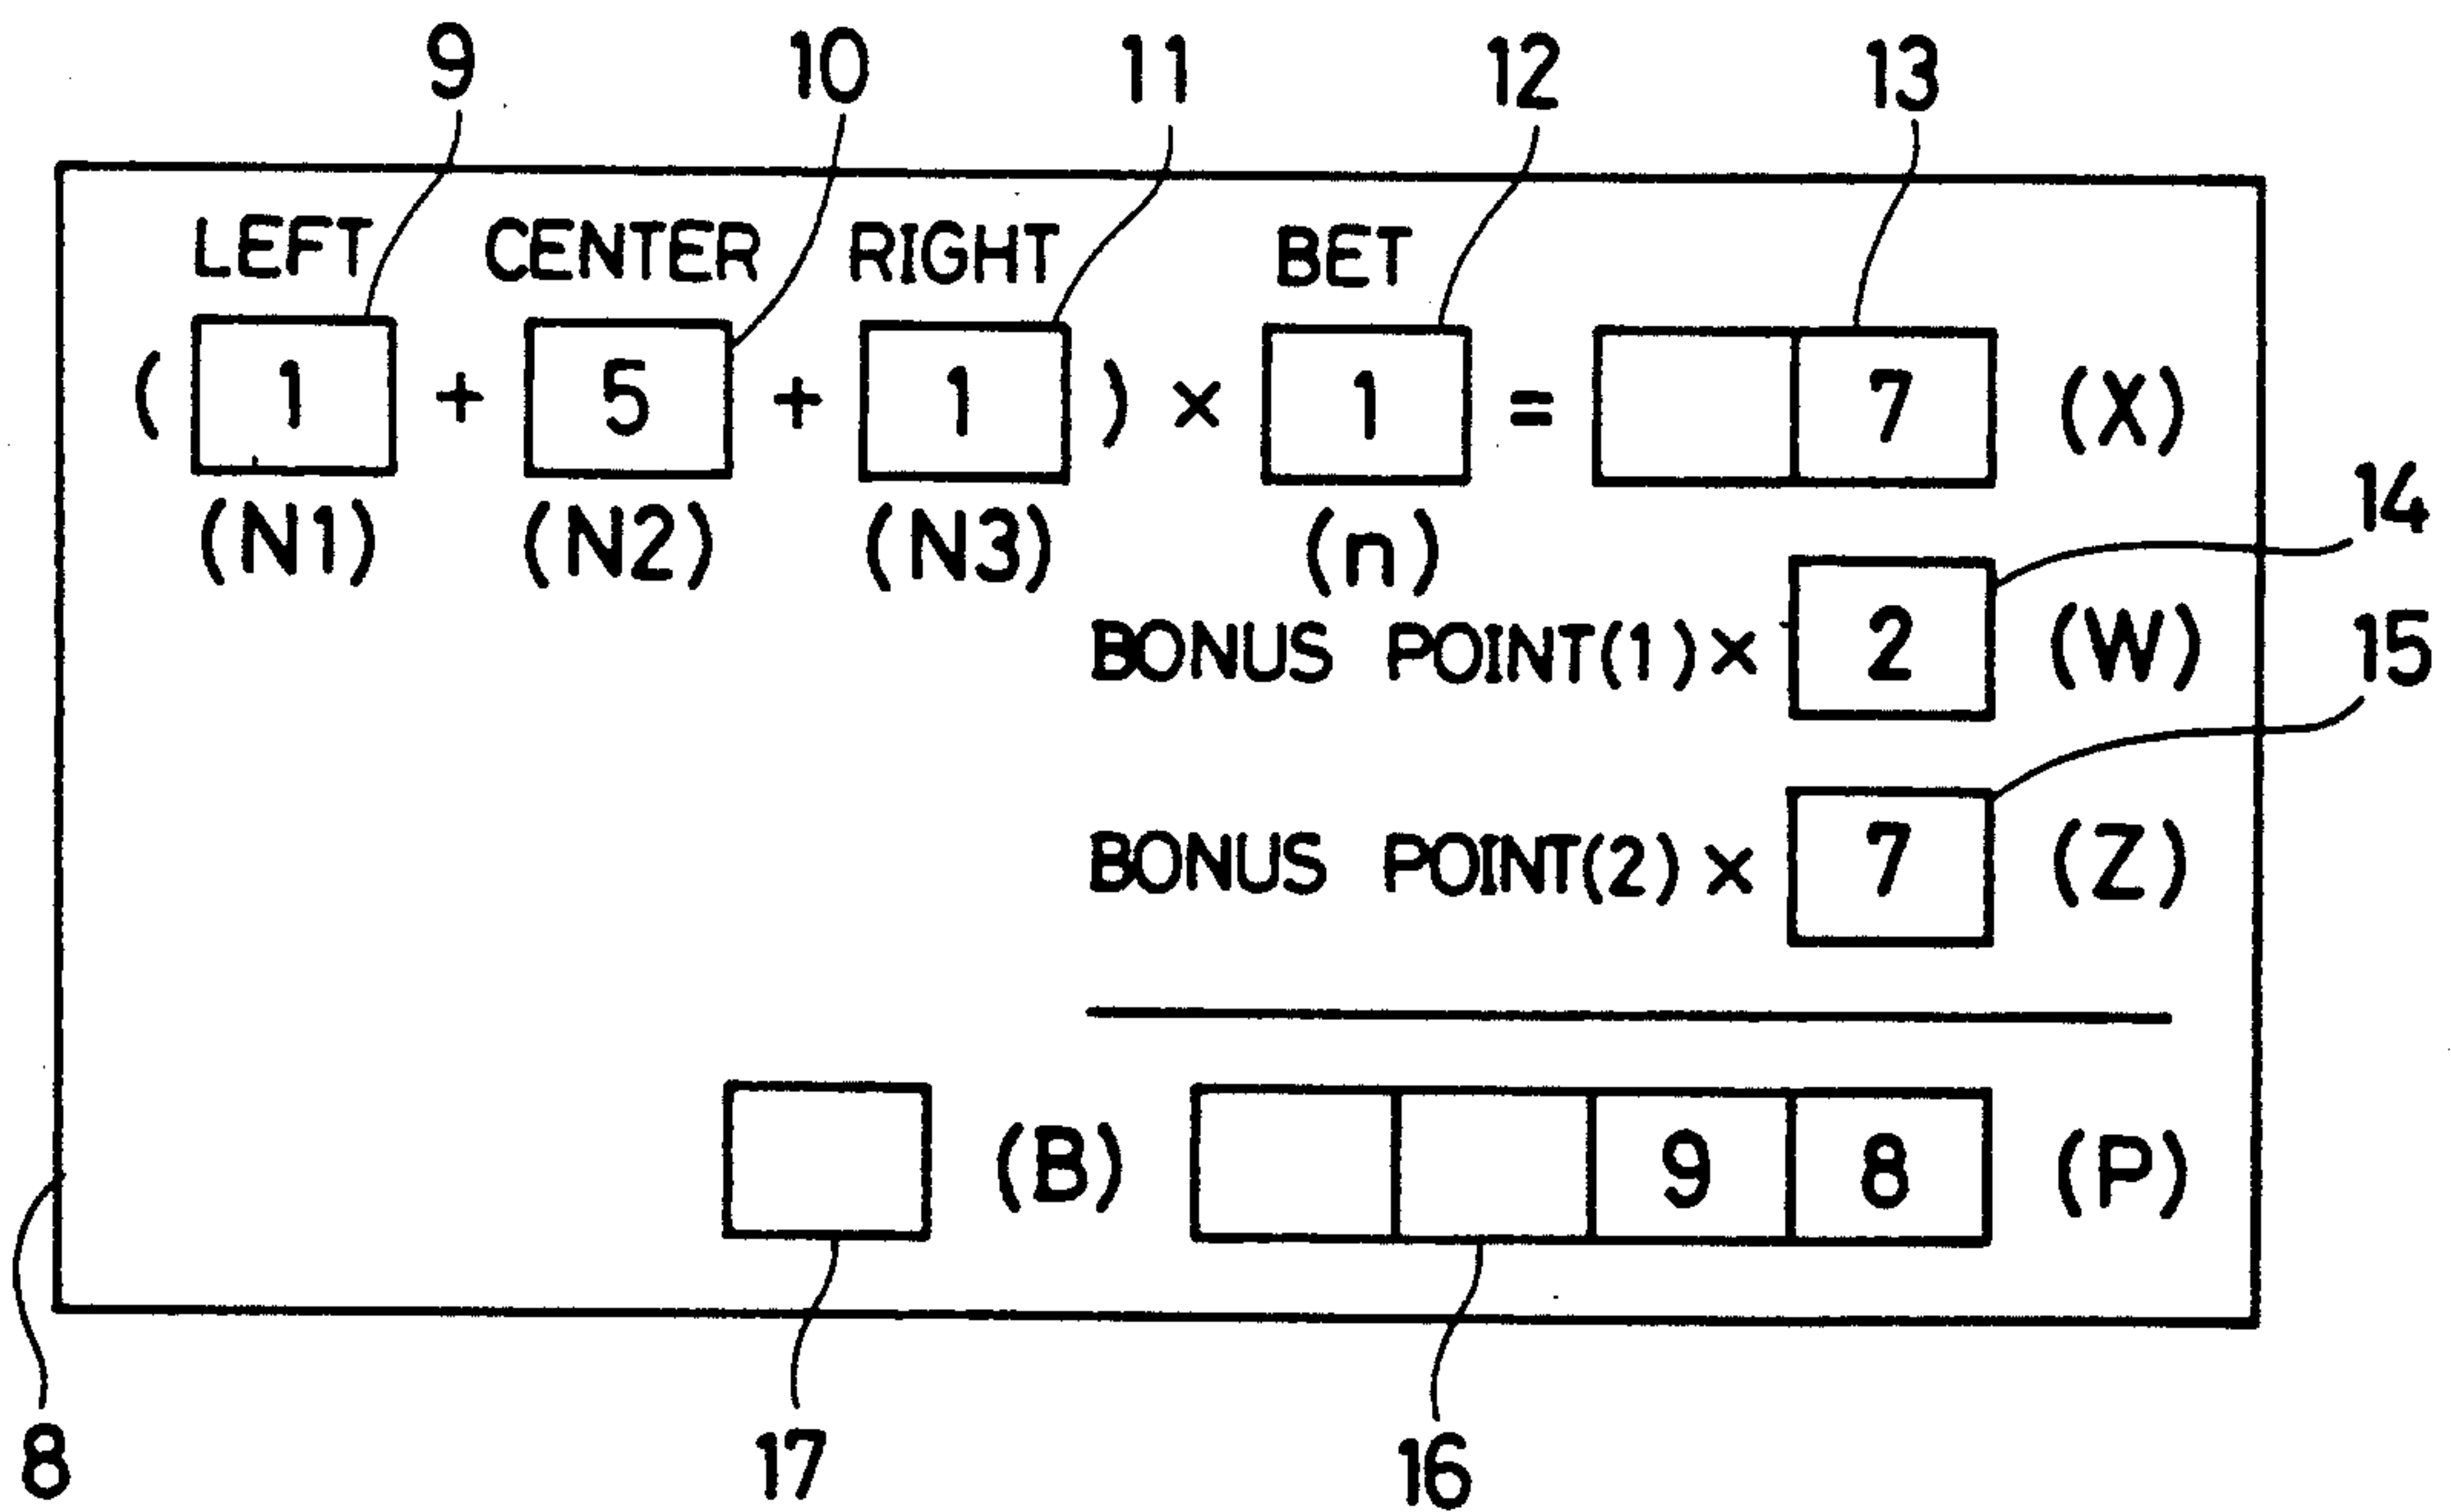 9 10 11 12 13
LEFT CENTER RIGHT BET
( 1 + 5 + 1 ) × 1 = 7 (X)
(N1) (N2) (N3) (n)
14
BONUS POINT(1) × 2 (W)
15
BONUS POINT(2) × 7 (Z)
(B) 9 8 (P)
8 17 16